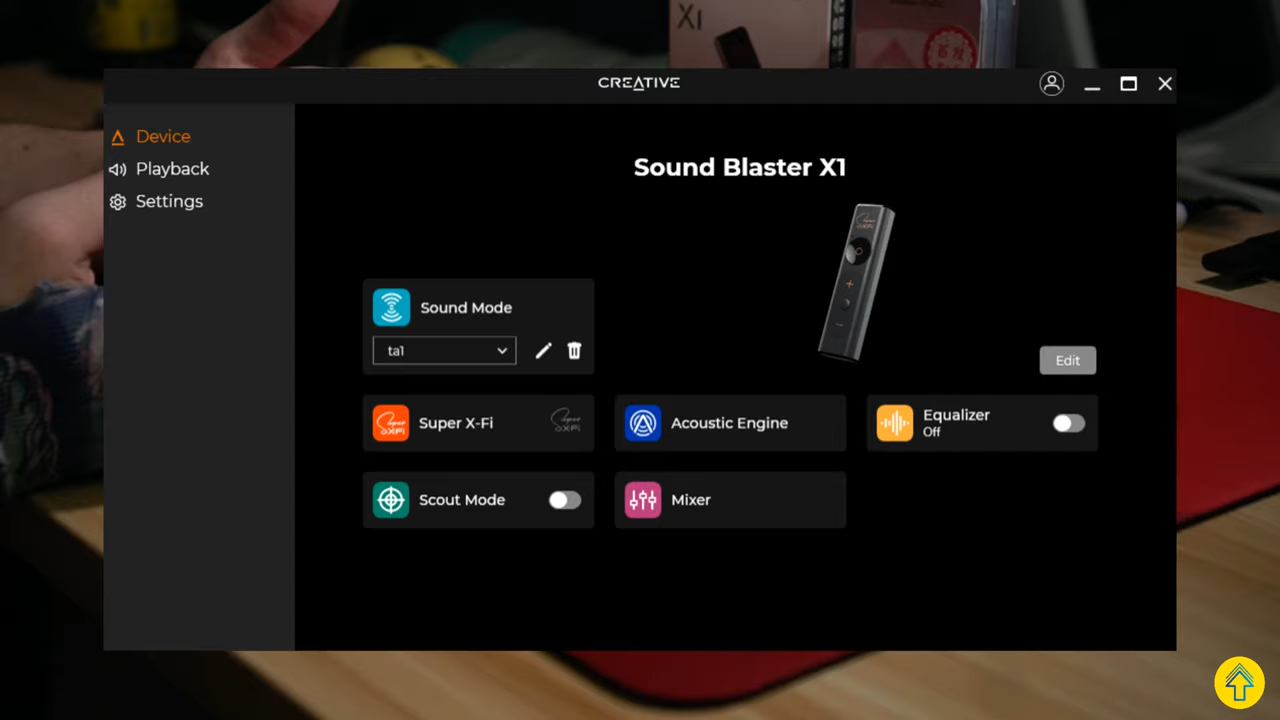 X1
CREATIVE
Device
Playback
Settings
Sound Blaster X1
Sound Mode
ta1
Edit
Super X-Fi
Acoustic Engine
Equalizer
Off
Scout Mode
Mixer